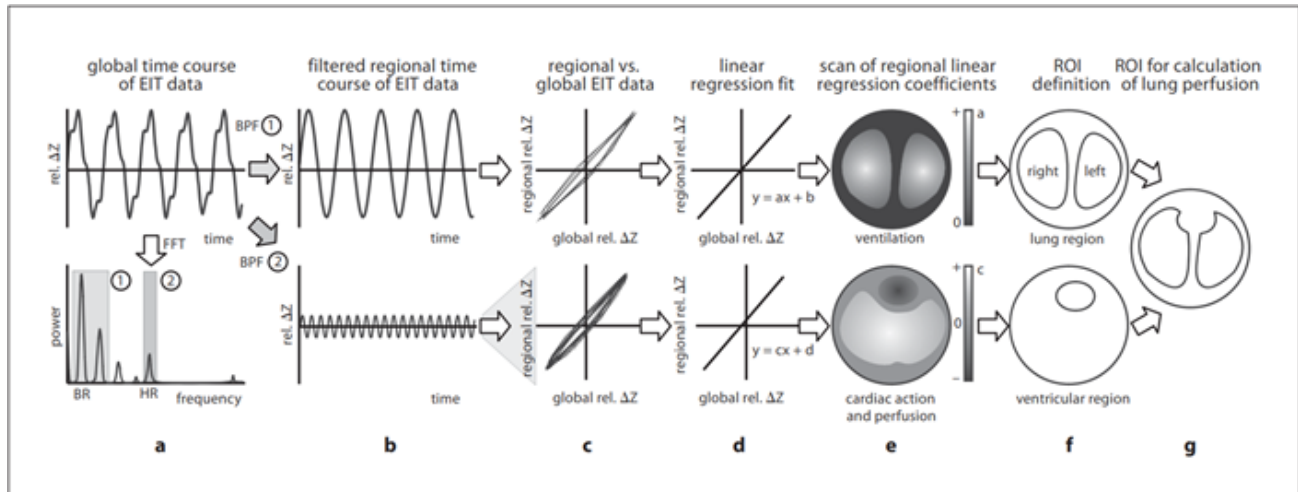 global time course
of EIT data
filtered regional time
course of EIT data
regional vs.
global EIT data
linear
regression fit
scan of regional linear
regression coefficients
ROI
definition
ROI for calculation
of lung perfusion
rel. ΔZ
time
BPF 1
rel. ΔZ
time
regional rel. ΔZ
global rel. ΔZ
regional rel. ΔZ
y = ax + b
global rel. ΔZ
+
a
0
ventilation
right
left
lung region
FFT
BPF 2
power
1
2
BR
HR
frequency
rel. ΔZ
time
regional rel. ΔZ
global rel. ΔZ
regional rel. ΔZ
y = cx + d
global rel. ΔZ
+
c
0
–
cardiac action
and perfusion
ventricular region
a
b
c
d
e
f
g